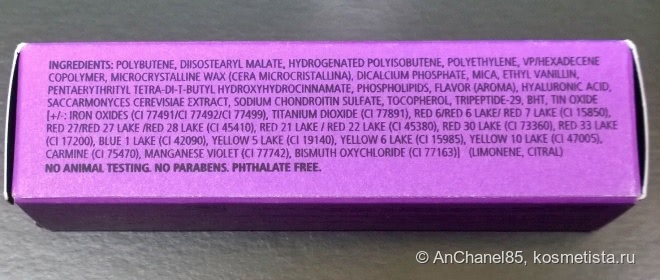 INGREDIENTS: POLYBUTENE, DIISOSTEARYL MALATE, HYDROGENATED POLYISOBUTENE, POLYETHYLENE, VP/HEXADECENE
COPOLYMER, MICROCRYSTALLINE WAX (CERA MICROCRISTALLINA), DICALCIUM PHOSPHATE, MICA, ETHYL VANILLIN,
PENTAERYTHRITYL TETRA-DI-T-BUTYL HYDROXYHYDROCINNAMATE, PHOSPHOLIPIDS, FLAVOR (AROMA), HYALURONIC ACID,
SACCARMONYCES CEREVISIAE EXTRACT, SODIUM CHONDROITIN SULFATE, TOCOPHEROL, TRIPEPTIDE-29, BHT, TIN OXIDE
[+/-: IRON OXIDES (CI 77491/CI 77492/CI 77499), TITANIUM DIOXIDE (CI 77891), RED 6/RED 6 LAKE/ RED 7 LAKE (CI 15850),
RED 27/RED 27 LAKE /RED 28 LAKE (CI 45410), RED 21 LAKE / RED 22 LAKE (CI 45380), RED 30 LAKE (CI 73360), RED 33 LAKE
(CI 17200), BLUE 1 LAKE (CI 42090), YELLOW 5 LAKE (CI 19140), YELLOW 6 LAKE (CI 15985), YELLOW 10 LAKE (CI 47005),
CARMINE (CI 75470), MANGANESE VIOLET (CI 77742), BISMUTH OXYCHLORIDE (CI 77163)] (LIMONENE, CITRAL)
NO ANIMAL TESTING. NO PARABENS. PHTHALATE FREE.
© AnChanel85, kosmetista.ru